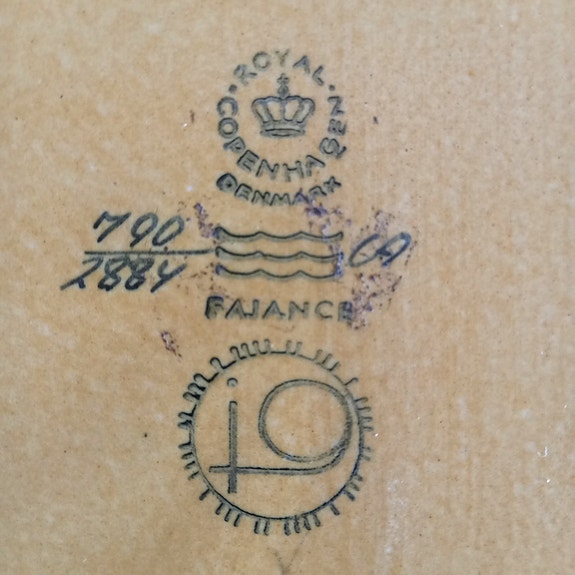 ROYAL
COPENHAGEN
DENMARK
790
2884
FAJANCE